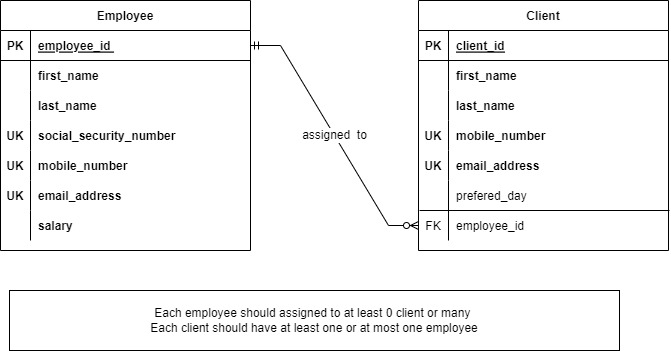 Employee
PK employee_id
first_name
last_name
UK social_security_number
UK mobile_number
UK email_address
salary
assigned to
Client
PK client_id
first_name
last_name
UK mobile_number
UK email_address
prefered_day
FK employee_id
Each employee should assigned to at least 0 client or many
Each client should have at least one or at most one employee